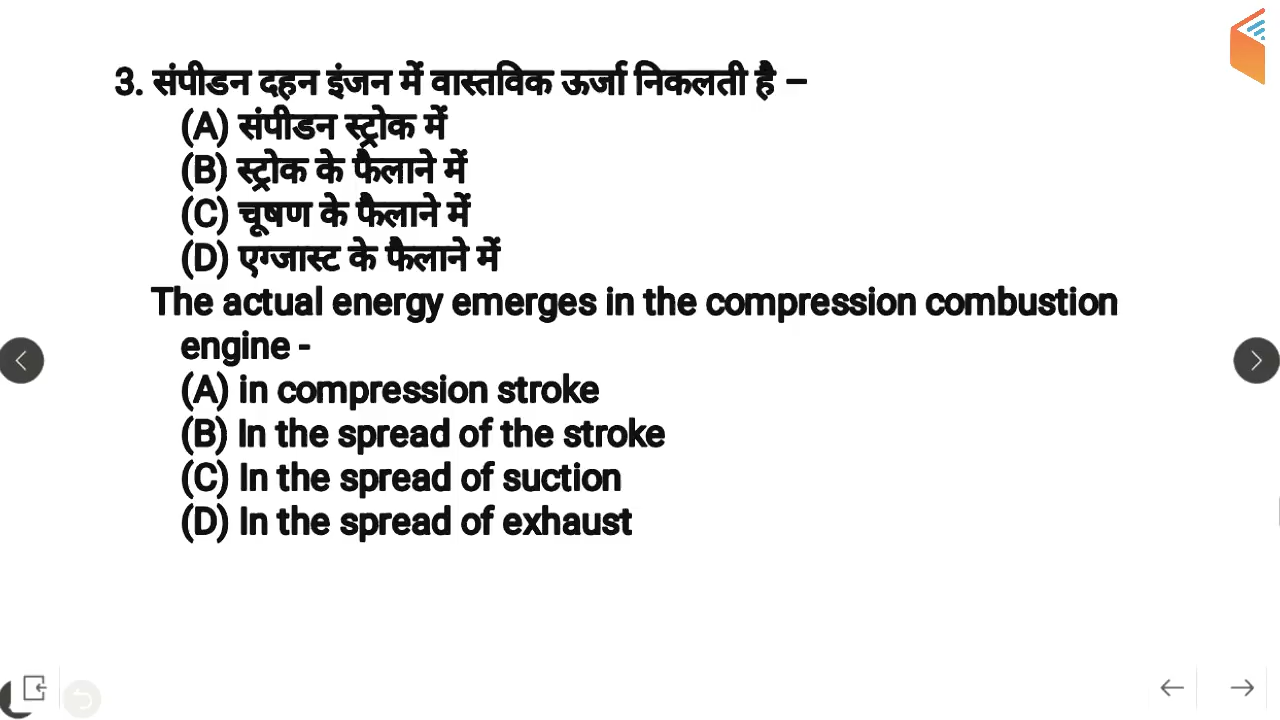 3. संपीडन दहन इंजन में वास्तविक ऊर्जा निकलती है –
(A) संपीडन स्ट्रोक में
(B) स्ट्रोक के फैलाने में
(C) चूषण के फैलाने में
(D) एग्जास्ट के फैलाने में
The actual energy emerges in the compression combustion
engine -
(A) in compression stroke
(B) In the spread of the stroke
(C) In the spread of suction
(D) In the spread of exhaust